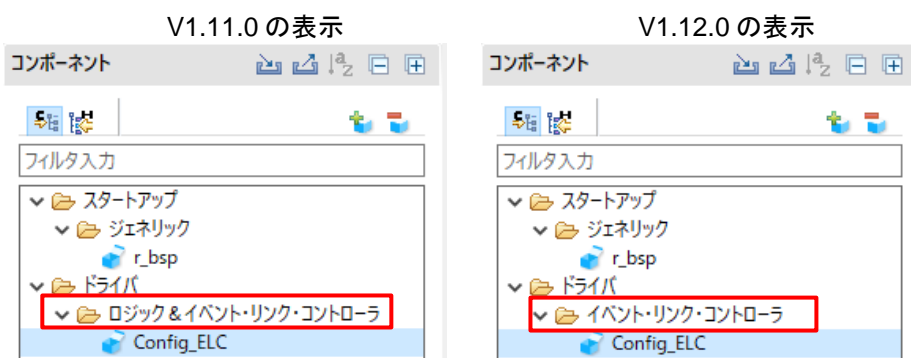 V1.11.0 の表示
コンポーネント
フィルタ入力
スタートアップ
ジェネリック
r_bsp
ドライバ
ロジック＆イベント・リンク・コントローラ
Config_ELC
V1.12.0 の表示
コンポーネント
フィルタ入力
スタートアップ
ジェネリック
r_bsp
ドライバ
イベント・リンク・コントローラ
Config_ELC